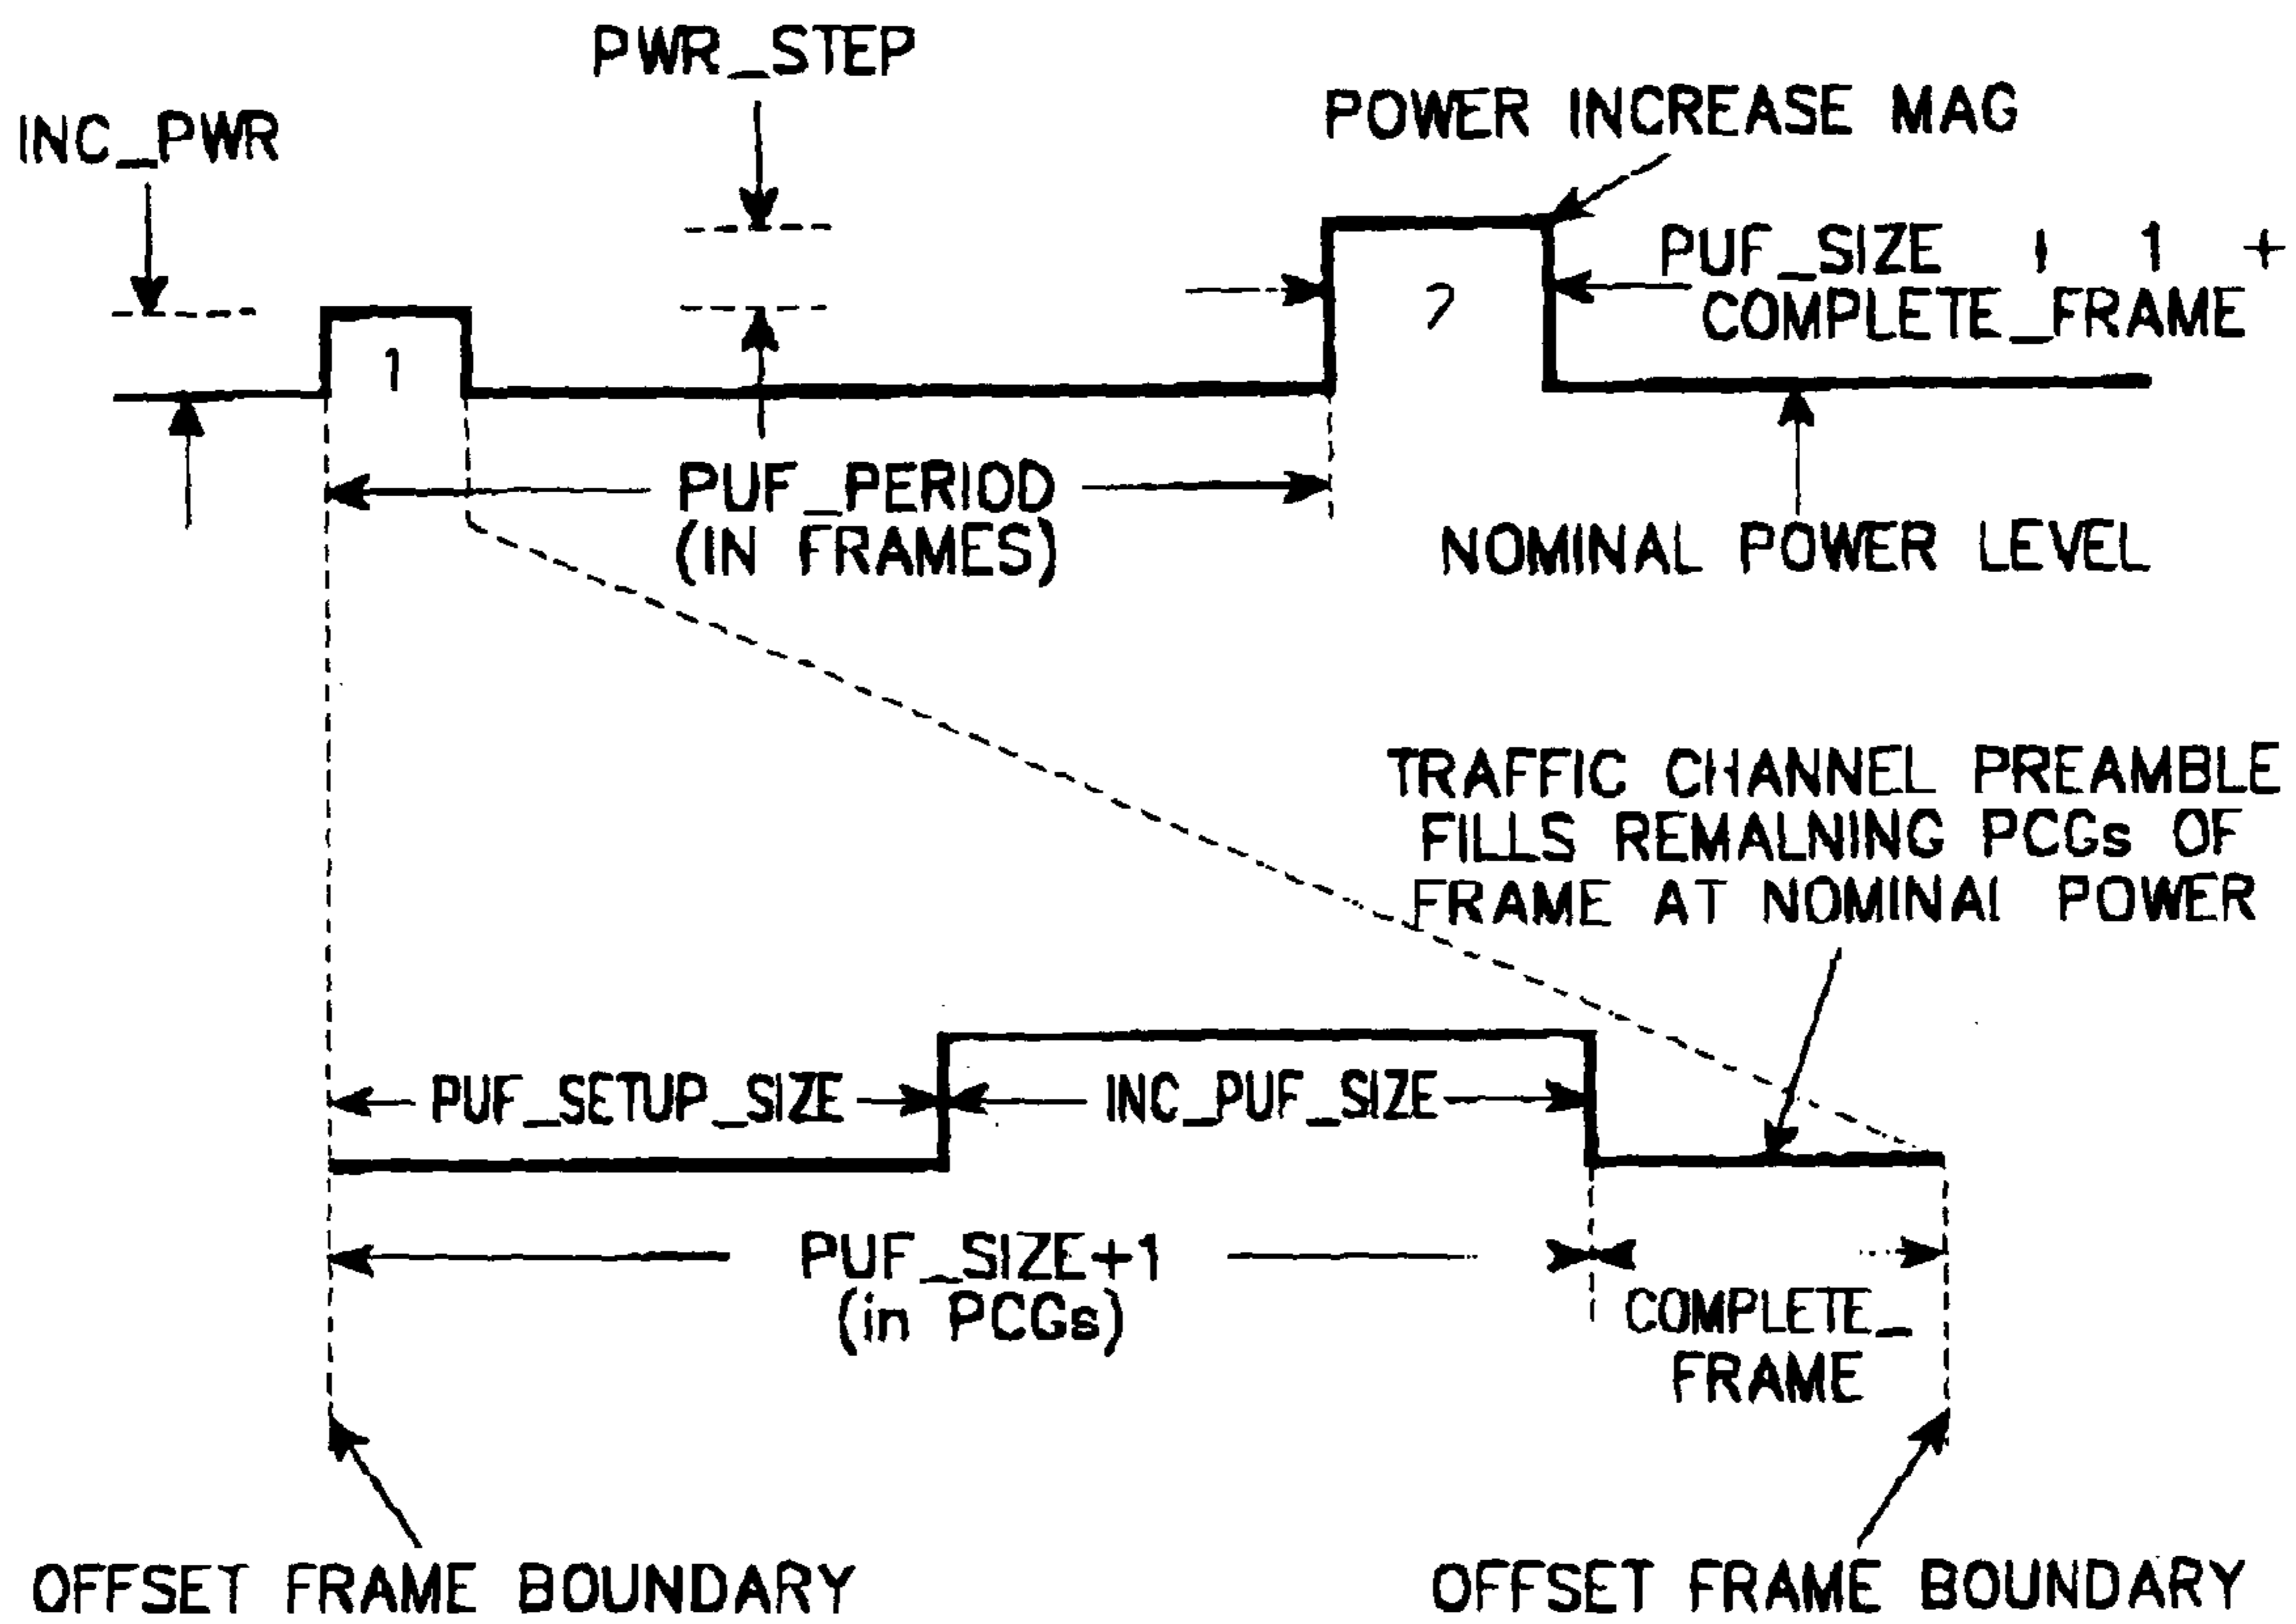 PWR_STEP
INC_PWR
POWER INCREASE MAG
PUF_SIZE 1 +
COMPLETE_FRAME
1
2
PUF_PERIOD
(IN FRAMES)
NOMINAL POWER LEVEL
TRAFFIC CHANNEL PREAMBLE
FILLS REMALNING PCGs OF
FRAME AT NOMINAL POWER
PUF_SETUP_SIZE
INC_PUF_SIZE
PUF_SIZE+1
(in PCGs)
COMPLETE_
FRAME
OFFSET FRAME BOUNDARY
OFFSET FRAME BOUNDARY